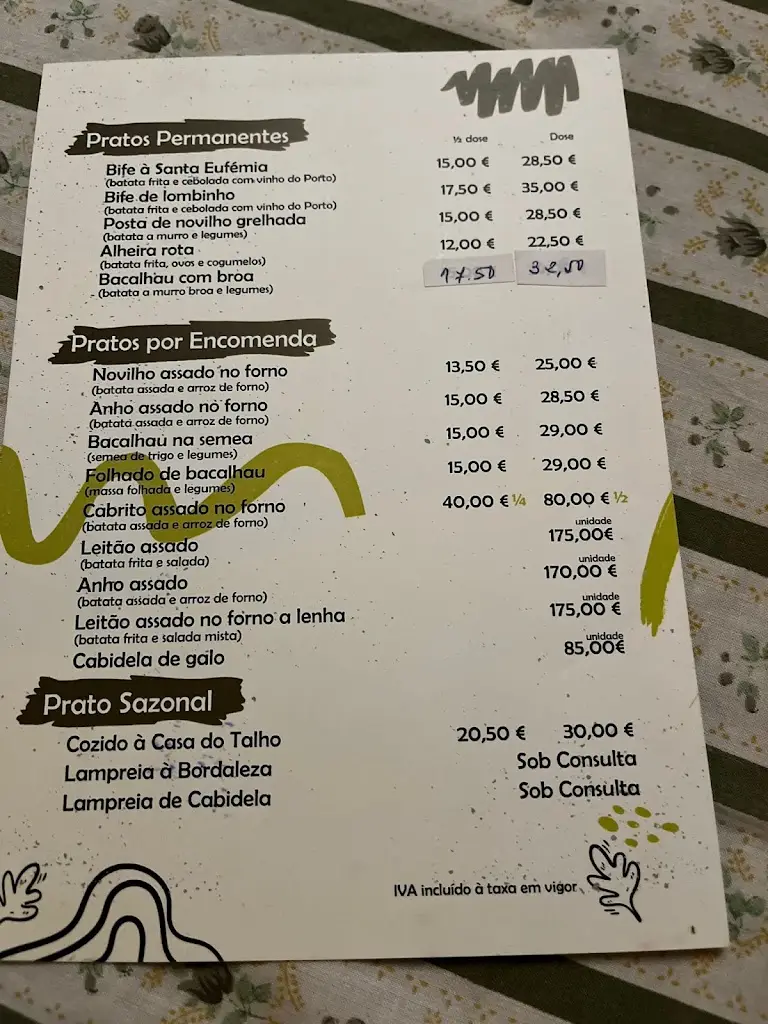 Pratos Permanentes ½ dose Dose
Bife à Santa Eufémia 15,00 € 28,50 €
(batata frita e cebolada com vinho do Porto)
Bife de lombinho 17,50 € 35,00 €
(batata frita e cebolada com vinho do Porto)
Posta de novilho grelhada 15,00 € 28,50 €
(batata a murro e legumes)
Alheira rota 12,00 € 22,50 €
(batata frita, ovos e cogumelos)
Bacalhau com broa 17.50 32,50
(batata a murro broa e legumes)
Pratos por Encomenda
Novilho assado no forno 13,50 € 25,00 €
(batata assada e arroz de forno)
Anho assado no forno 15,00 € 28,50 €
(batata assada e arroz de forno)
Bacalhau na semea 15,00 € 29,00 €
(semea de trigo e legumes)
Folhado de bacalhau 15,00 € 29,00 €
(massa folhada e legumes)
Cabrito assado no forno 40,00 € ¼ 80,00 € ½
(batata assada e arroz de forno)
unidade
Leitão assado 175,00€
(batata frita e salada)
unidade
Anho assado 170,00 €
(batata assada e arroz de forno)
unidade
Leitão assado no forno a lenha 175,00 €
(batata frita e salada mista)
unidade
Cabidela de galo 85,00€
Prato Sazonal
Cozido à Casa do Talho 20,50 € 30,00 €
Lampreia à Bordaleza Sob Consulta
Lampreia de Cabidela Sob Consulta
IVA incluído à taxa em vigor